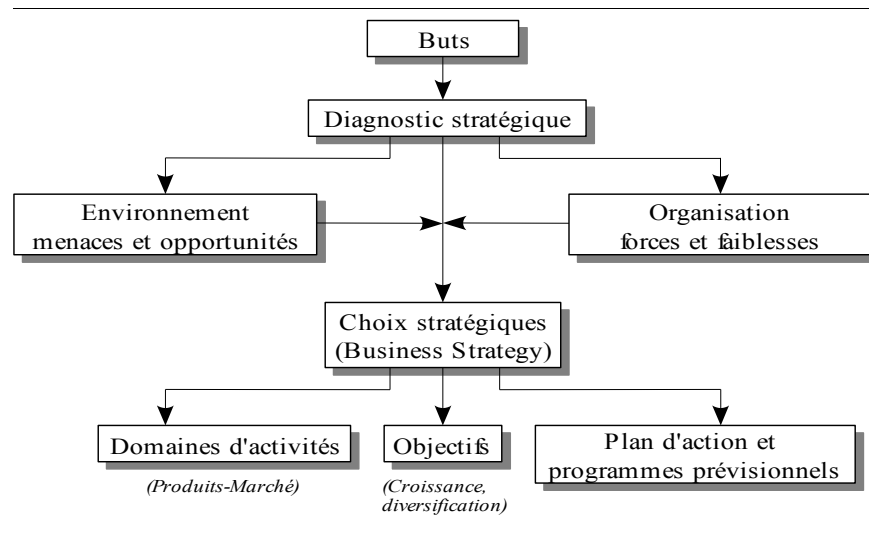 Buts
Diagnostic stratégique
Environnement
menaces et opportunités
Organisation
forces et faiblesses
Choix stratégiques
(Business Strategy)
Domaines d'activités
(Produits-Marché)
Objectifs
(Croissance,
diversification)
Plan d'action et
programmes prévisionnels